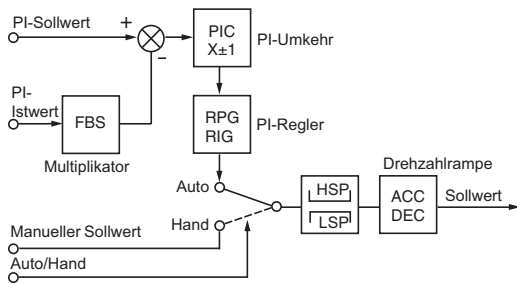 PI-Sollwert
+
–
PIC
X±1
PI-Umkehr
PI-
Istwert
FBS
Multiplikator
RPG
RIG
PI-Regler
Auto
Drehzahlrampe
HSP
LSP
ACC
DEC
Sollwert
Hand
Manueller Sollwert
Auto/Hand